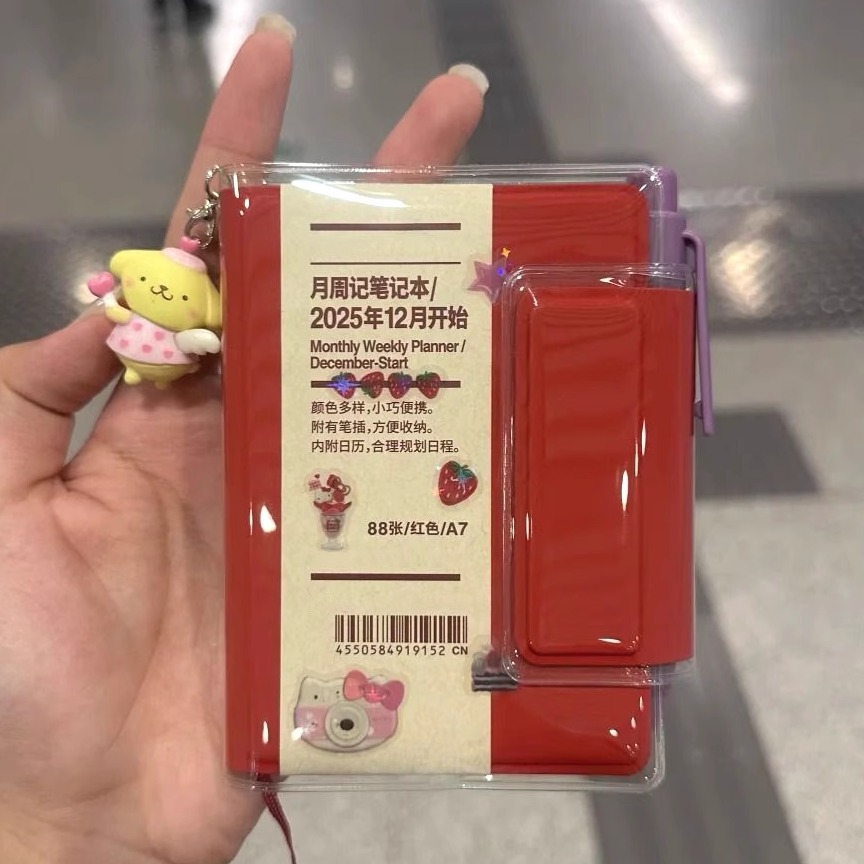 月周记笔记本/
2025年12月开始
Monthly Weekly Planner /
December-Start
颜色多样,小巧便携。
附有笔插,方便收纳。
内附日历,合理规划日程。
88张/红色/A7
4550584919152 CN